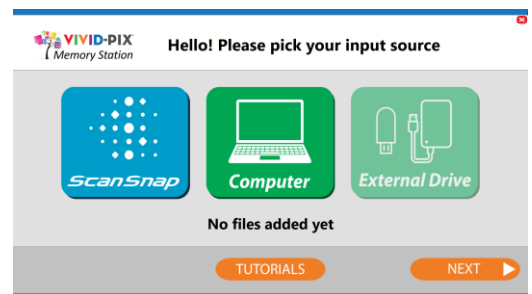 VIVID-PIX
Memory Station
Hello! Please pick your input source
ScanSnap
Computer
External Drive
No files added yet
TUTORIALS
NEXT